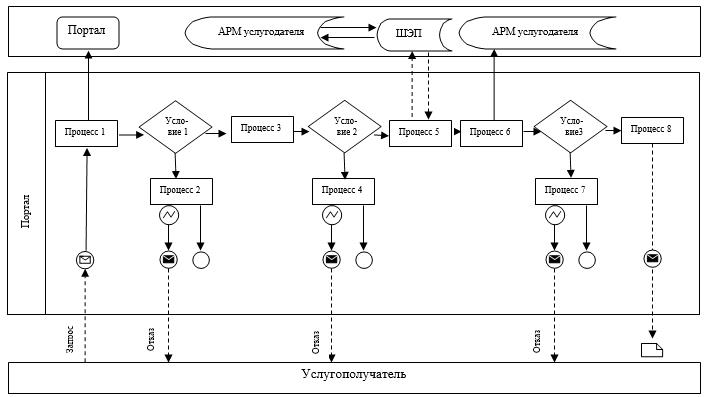 Портал
АРМ услугодателя
ШЭП
АРМ услугодателя
Процесс 1
Усло-
вие 1
Процесс 3
Усло-
вие 2
Процесс 5
Процесс 6
Усло-
вие3
Процесс 8
Процесс 2
Процесс 4
Процесс 7
Портал
Запрос
Отказ
Отказ
Отказ
Услугополучатель